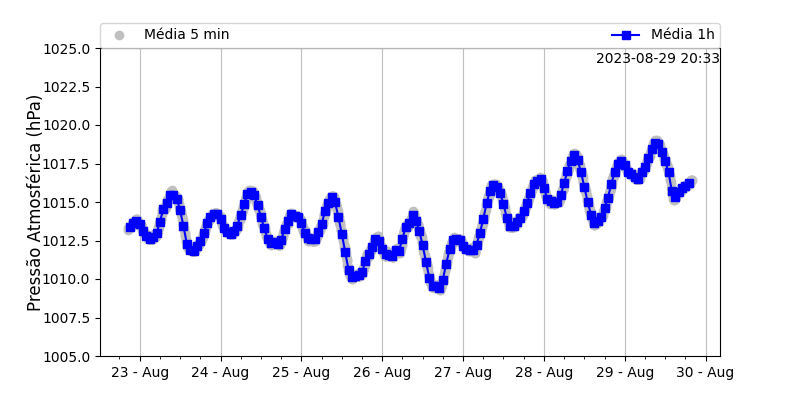 Média 5 min
Média 1h
2023-08-29 20:33
Pressão Atmosférica (hPa)
1025.0
1022.5
1020.0
1017.5
1015.0
1012.5
1010.0
1007.5
1005.0
23 - Aug
24 - Aug
25 - Aug
26 - Aug
27 - Aug
28 - Aug
29 - Aug
30 - Aug